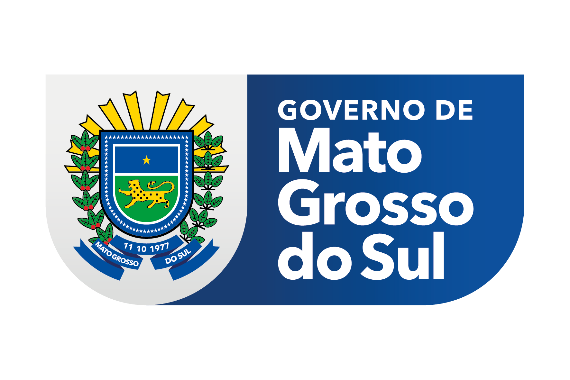 11 10 1977
MATO GROSSO DO SUL
GOVERNO DE
Mato
Grosso
do Sul